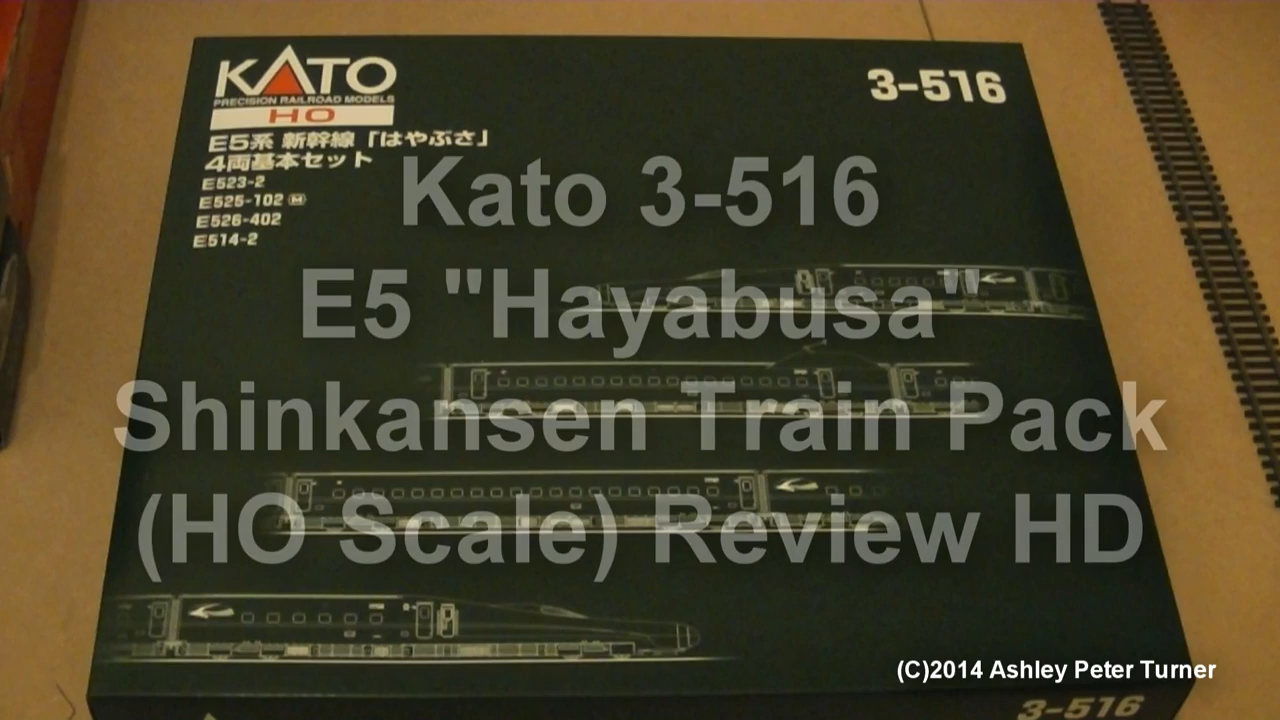 KATO
PRECISION RAILROAD MODELS
HO
3-516
E5系 新幹線「はやぶさ」
4両基本セット
E523-2
E525-102 M
E526-402
E514-2
Kato 3-516
E5 "Hayabusa"
Shinkansen Train Pack
(HO Scale) Review HD
(C)2014 Ashley Peter Turner
3-516